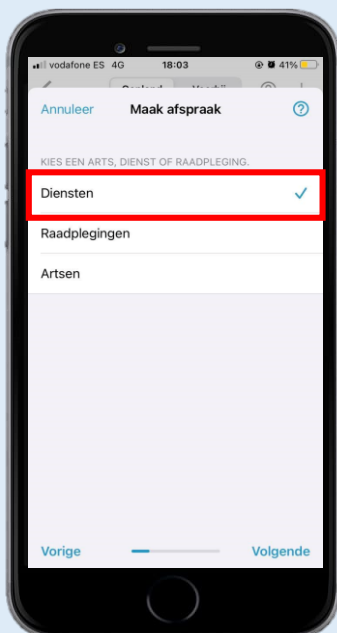 vodafone ES 4G 18:03 41%
Annuleer Maak afspraak ?
KIES EEN ARTS, DIENST OF RAADPLEGING.
Diensten
Raadplegingen
Artsen
Vorige Volgende